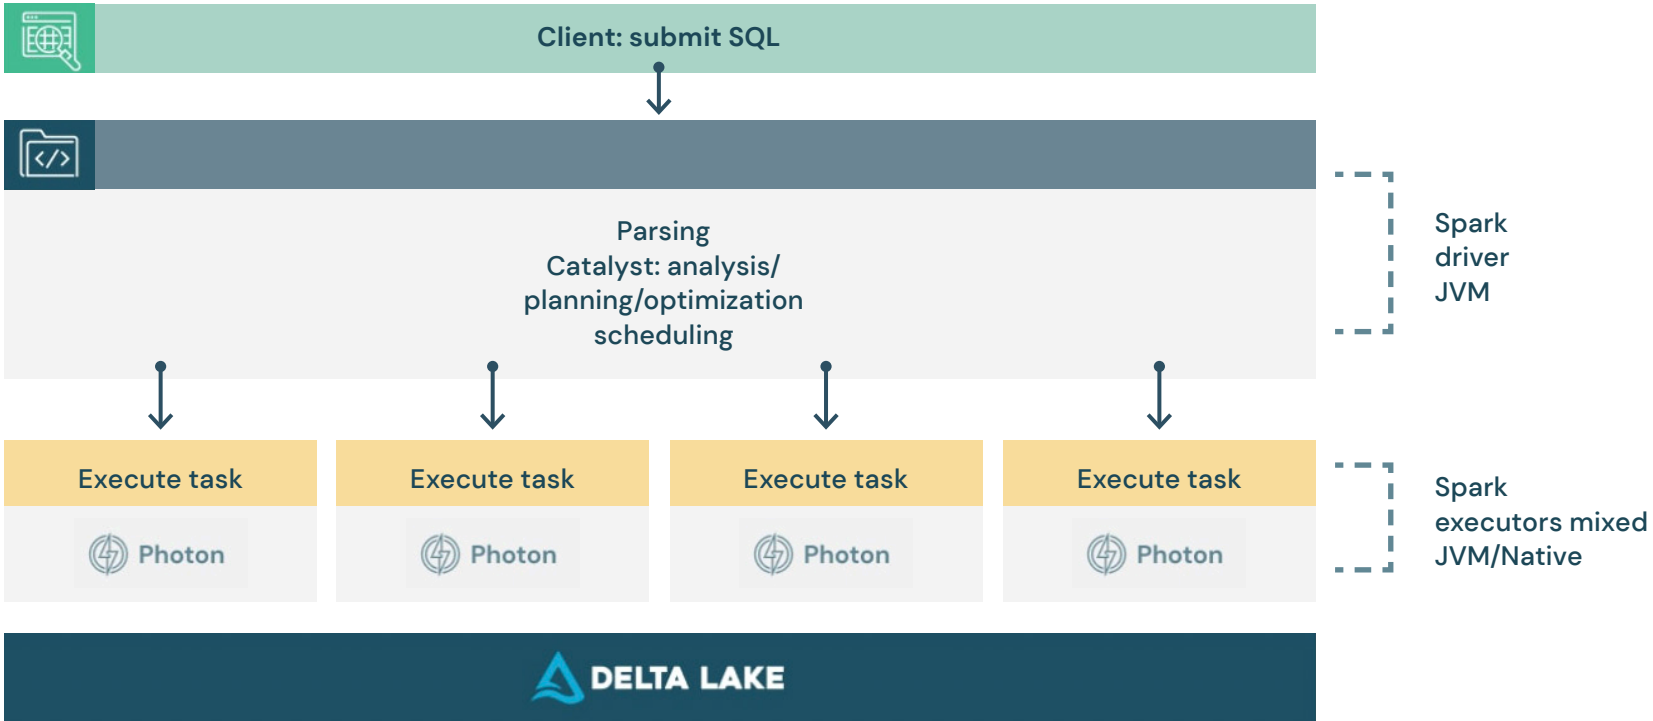 Client: submit SQL
</>
Parsing
Catalyst: analysis/
planning/optimization
scheduling
Spark
driver
JVM
Execute task
Execute task
Execute task
Execute task
Photon
Photon
Photon
Photon
Spark
executors mixed
JVM/Native
DELTA LAKE